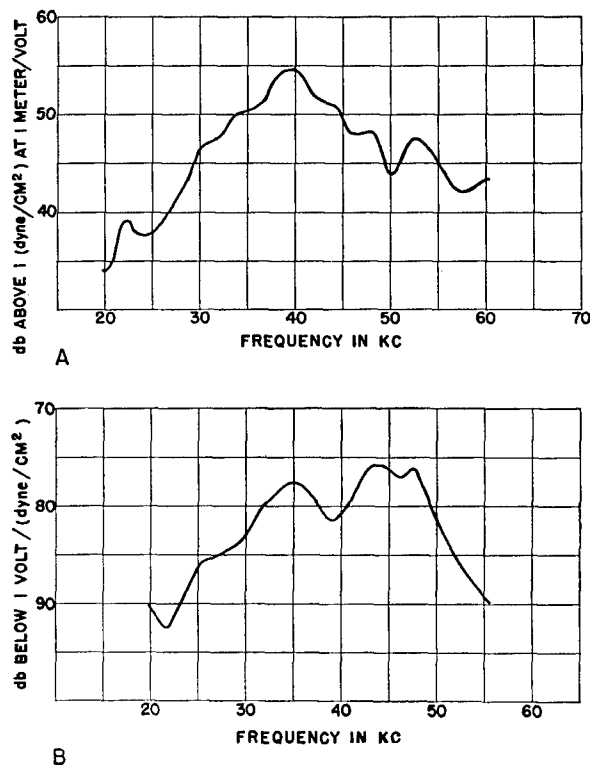 db ABOVE 1 (dyne/CM²) AT 1 METER/VOLT
60
50
40
20 30 40 50 60 70
FREQUENCY IN KC
A
db BELOW 1 VOLT/(dyne/CM²)
70
80
90
20 30 40 50 60
FREQUENCY IN KC
B